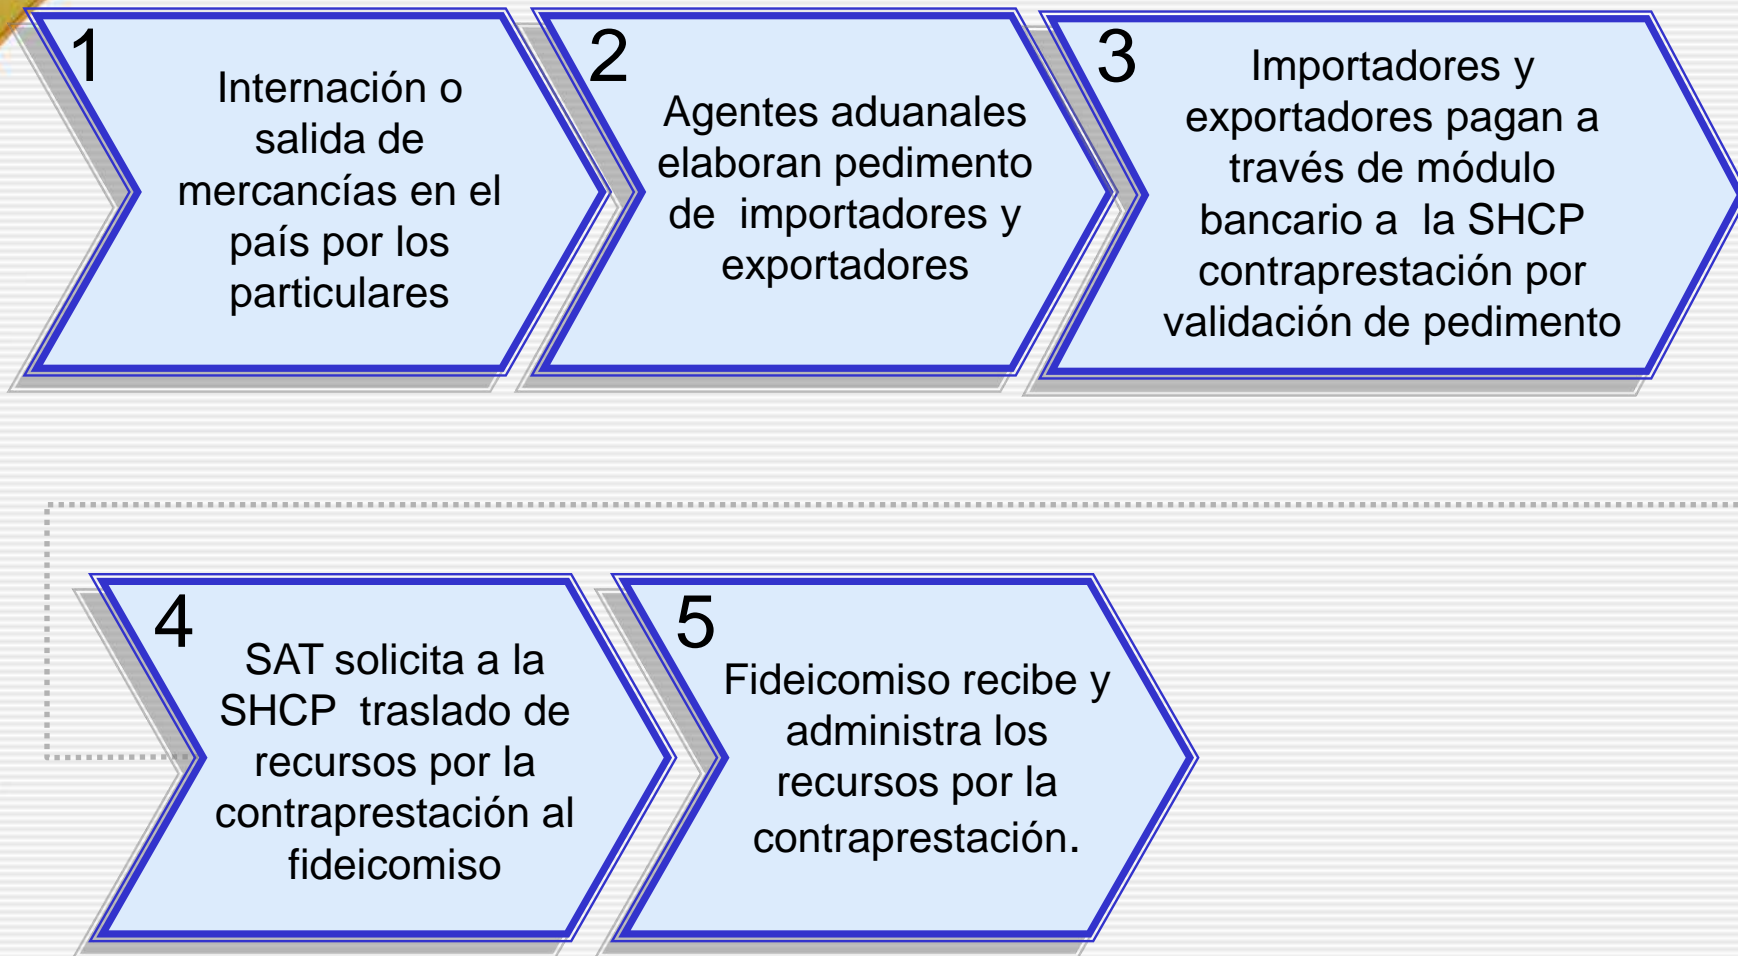 1
Internación o
salida de
mercancías en el
país por los
particulares
2
Agentes aduanales
elaboran pedimento
de importadores y
exportadores
3
Importadores y
exportadores pagan a
través de módulo
bancario a la SHCP
contraprestación por
validación de pedimento
4
SAT solicita a la
SHCP traslado de
recursos por la
contraprestación al
fideicomiso
5
Fideicomiso recibe y
administra los
recursos por la
contraprestación.